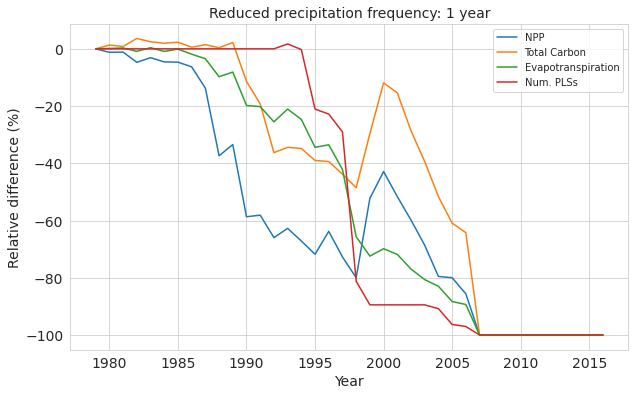 Reduced precipitation frequency: 1 year
NPP
Total Carbon
Evapotranspiration
Num. PLSs
Relative difference (%)
0
−20
−40
−60
−80
−100
1980 1985 1990 1995 2000 2005 2010 2015
Year